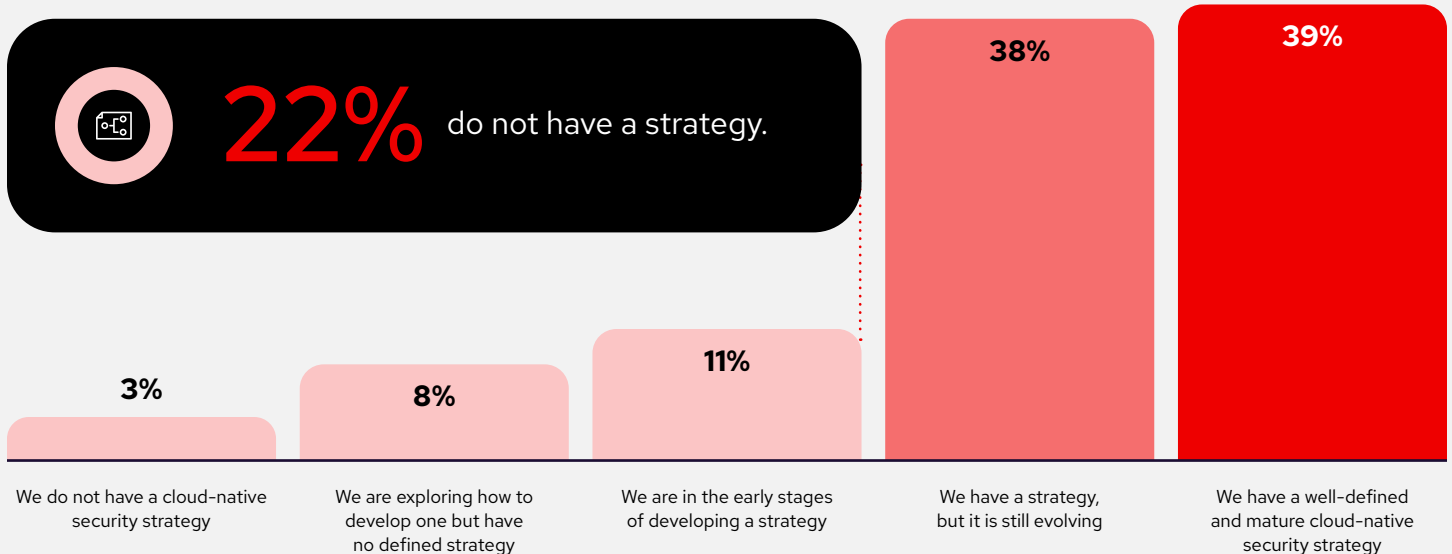 22% do not have a strategy.
3%
8%
11%
38%
39%
We do not have a cloud-native
security strategy
We are exploring how to
develop one but have
no defined strategy
We are in the early stages
of developing a strategy
We have a strategy,
but it is still evolving
We have a well-defined
and mature cloud-native
security strategy